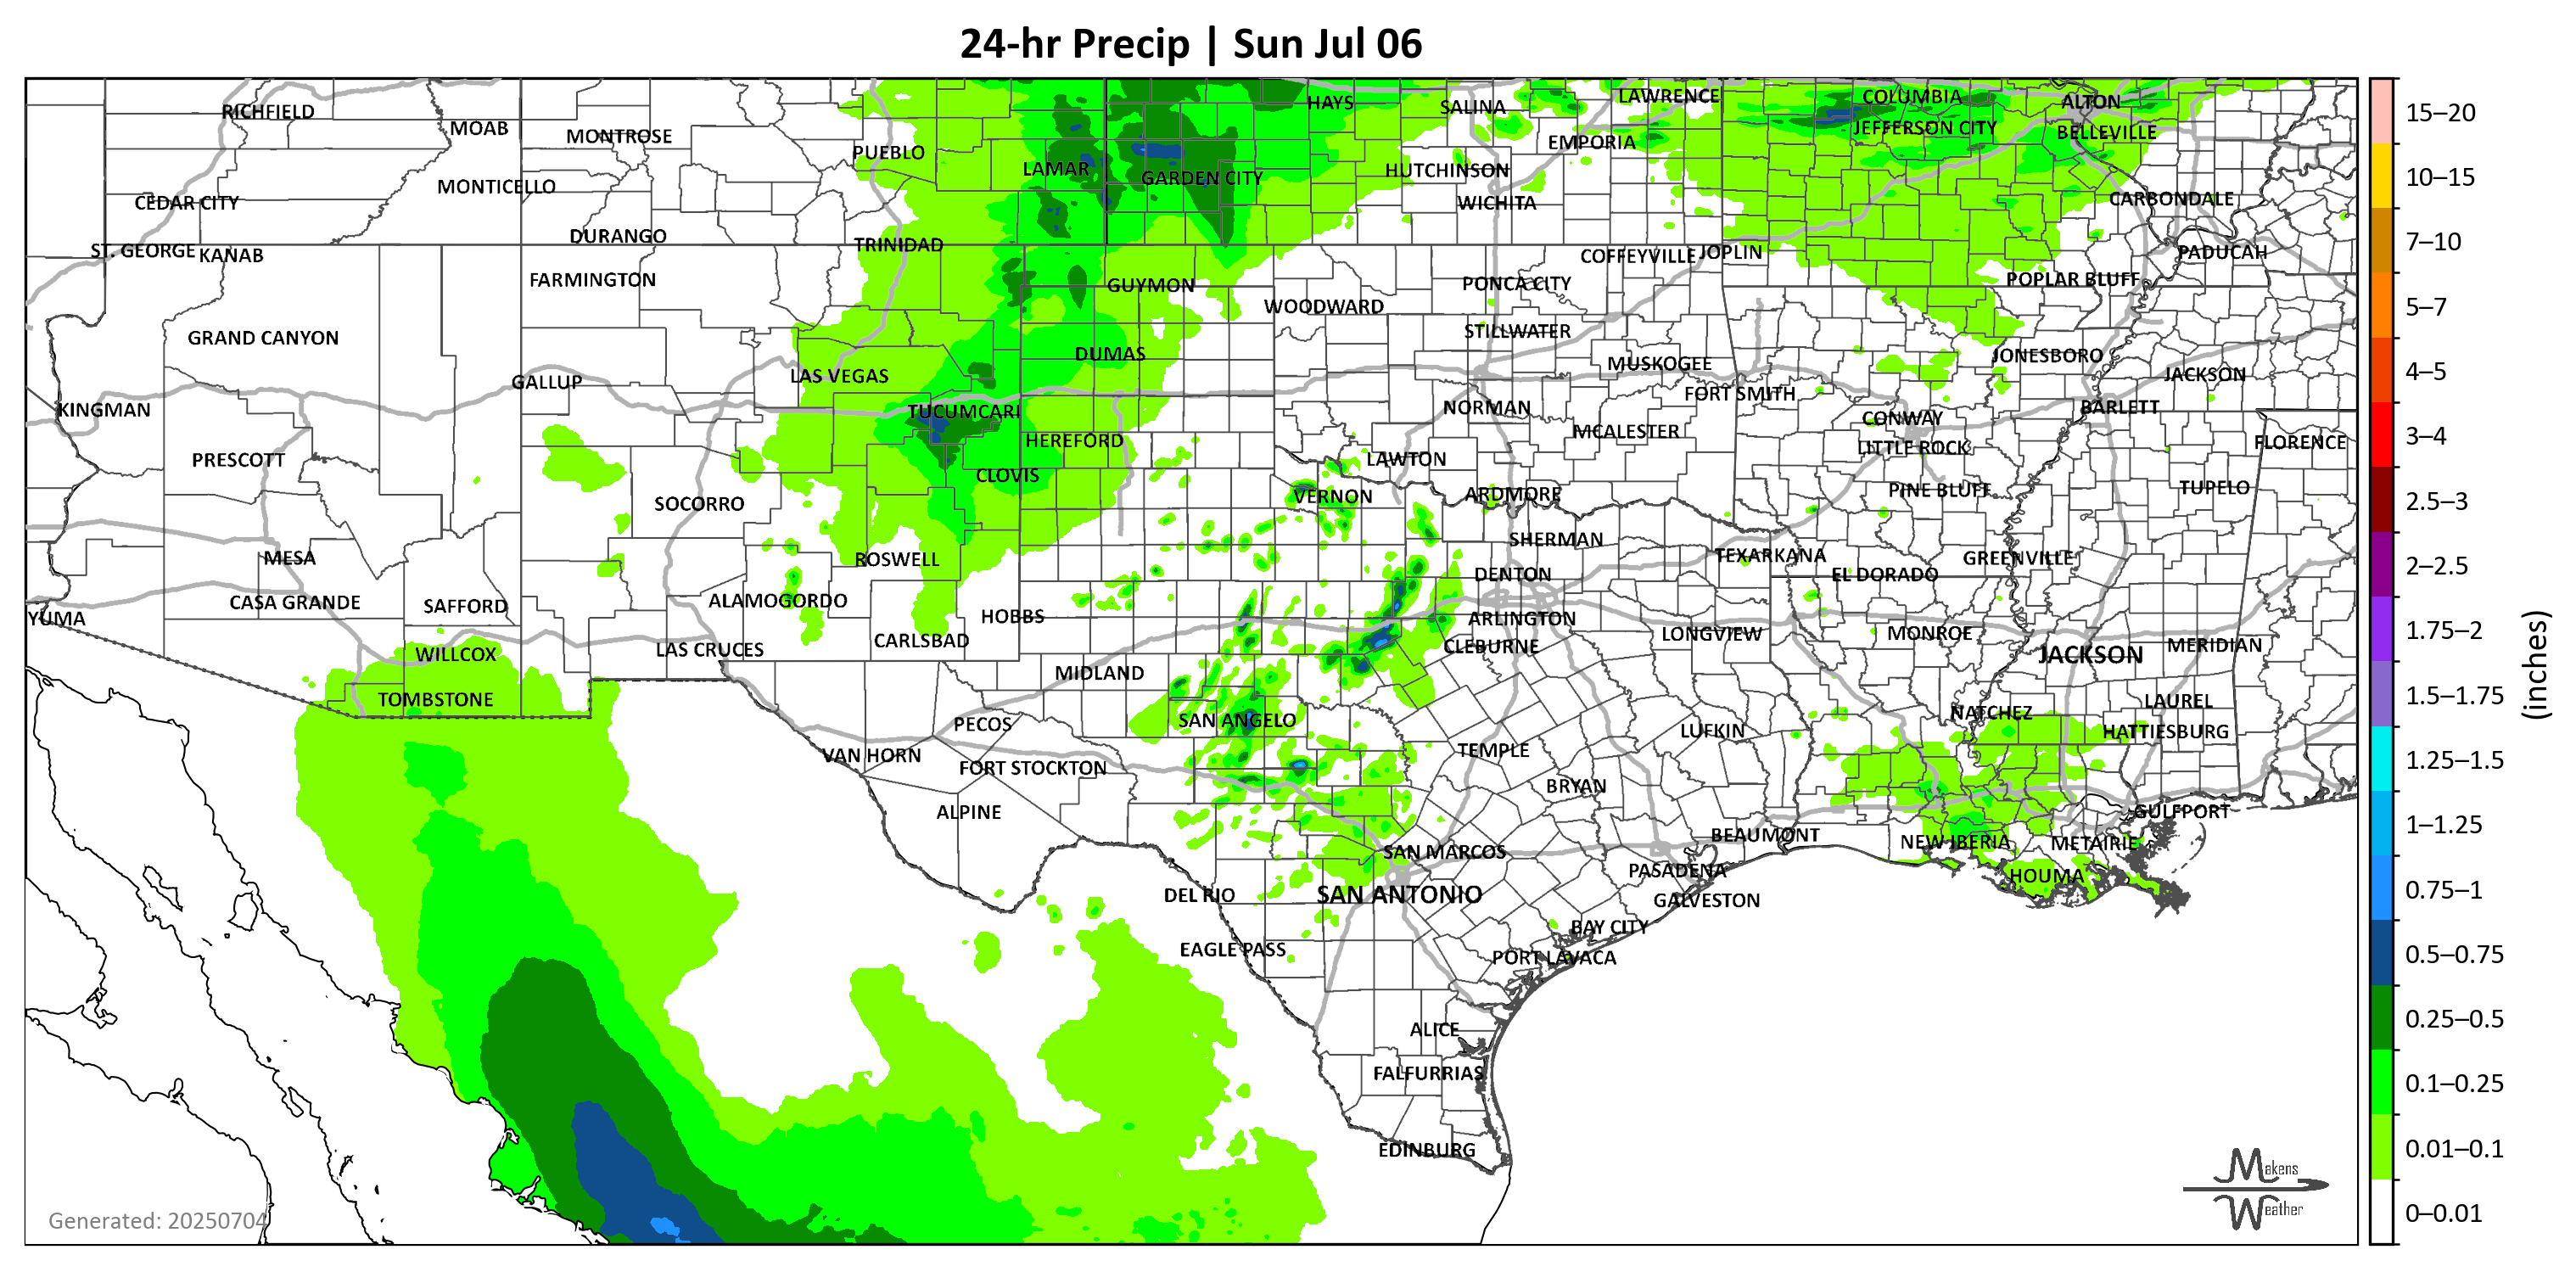 24-hr Precip | Sun Jul 06
RICHFIELD
MOAB
MONTROSE
PUEBLO
LAMAR
GARDEN CITY
HAYS
SALINA
LAWRENCE
COLUMBIA
ALTON
JEFFERSON CITY
BELLEVILLE
EMPORIA
HUTCHINSON
MONTICELLO
CEDAR CITY
WICHITA
CARBONDALE
ST. GEORGE
KANAB
DURANGO
TRINIDAD
COFFEYVILLE
JOPLIN
PADUCAH
FARMINGTON
GUYMON
PONCA CITY
POPLAR BLUFF
WOODWARD
GRAND CANYON
STILLWATER
DUMAS
JONESBORO
MUSKOGEE
GALLUP
LAS VEGAS
JACKSON
FORT SMITH
KINGMAN
TUCUMCARI
NORMAN
CONWAY
BARLETT
HEREFORD
MCALESTER
LITTLE ROCK
FLORENCE
PRESCOTT
LAWTON
CLOVIS
SOCORRO
VERNON
ARDMORE
PINE BLUFF
TUPELO
MESA
ROSWELL
SHERMAN
TEXARKANA
GREENVILLE
DENTON
EL DORADO
CASA GRANDE
SAFFORD
ALAMOGORDO
YUMA
HOBBS
ARLINGTON
CARLSBAD
CLEBURNE
LONGVIEW
MONROE
JACKSON
MERIDIAN
WILLCOX
LAS CRUCES
MIDLAND
TOMBSTONE
PECOS
SAN ANGELO
NATCHEZ
LAUREL
HATTIESBURG
LUFKIN
VAN HORN
FORT STOCKTON
TEMPLE
BRYAN
ALPINE
GULFPORT
SAN MARCOS
BEAUMONT
NEW IBERIA
METAIRIE
PASADENA
HOUMA
DEL RIO
SAN ANTONIO
GALVESTON
BAY CITY
EAGLE PASS
PORT LAVACA
ALICE
FALFURRIAS
EDINBURG
Generated: 20250704
Makens
Weather
15–20
10–15
7–10
5–7
4–5
3–4
2.5–3
2–2.5
1.75–2
1.5–1.75
1.25–1.5
1–1.25
0.75–1
0.5–0.75
0.25–0.5
0.1–0.25
0.01–0.1
0–0.01
(inches)